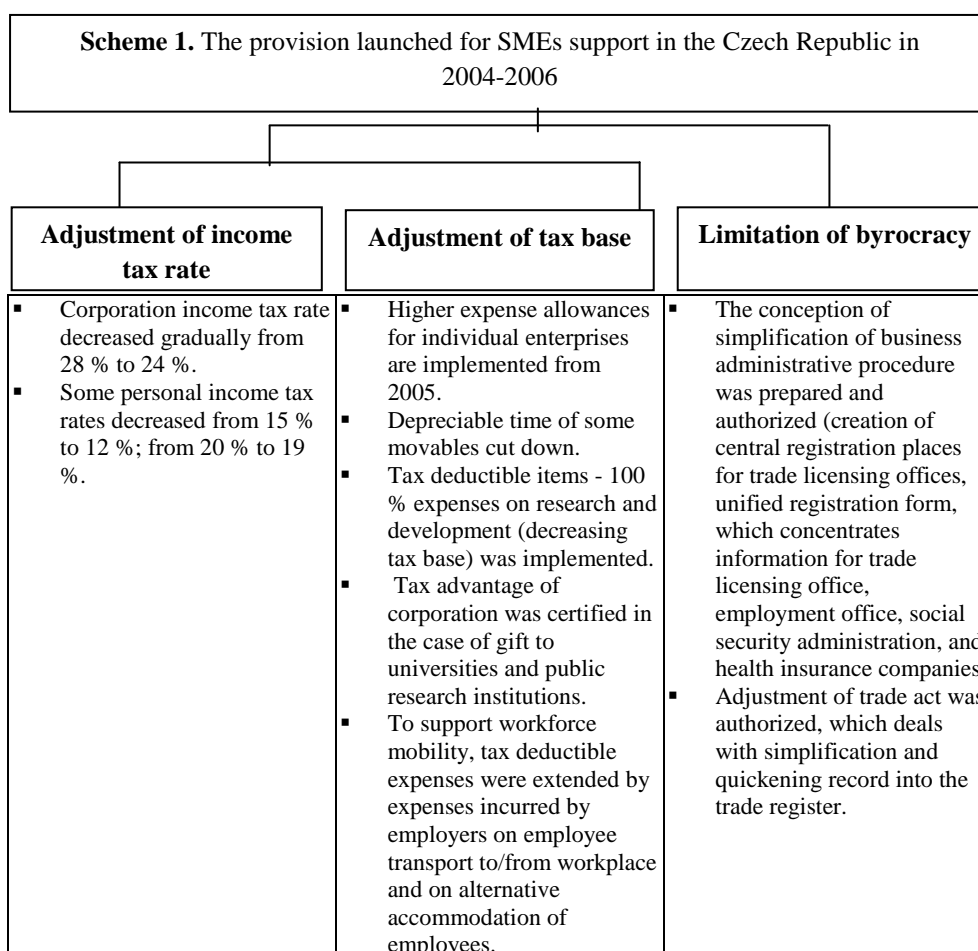 Scheme 1. The provision launched for SMEs support in the Czech Republic in
2004-2006
Adjustment of income
tax rate
▪ Corporation income tax rate
decreased gradually from
28 % to 24 %.
▪ Some personal income tax
rates decreased from 15 %
to 12 %; from 20 % to 19
%.
Adjustment of tax base
▪ Higher expense allowances
for individual enterprises
are implemented from
2005.
▪ Depreciable time of some
movables cut down.
▪ Tax deductible items - 100
% expenses on research and
development (decreasing
tax base) was implemented.
▪ Tax advantage of
corporation was certified in
the case of gift to
universities and public
research institutions.
▪ To support workforce
mobility, tax deductible
expenses were extended by
expenses incurred by
employers on employee
transport to/from workplace
and on alternative
accommodation of
employees.
Limitation of byrocracy
▪ The conception of
simplification of business
administrative procedure
was prepared and
authorized (creation of
central registration places
for trade licensing offices,
unified registration form,
which concentrates
information for trade
licensing office,
employment office, social
security administration, and
health insurance companies
▪ Adjustment of trade act was
authorized, which deals
with simplification and
quickening record into the
trade register.